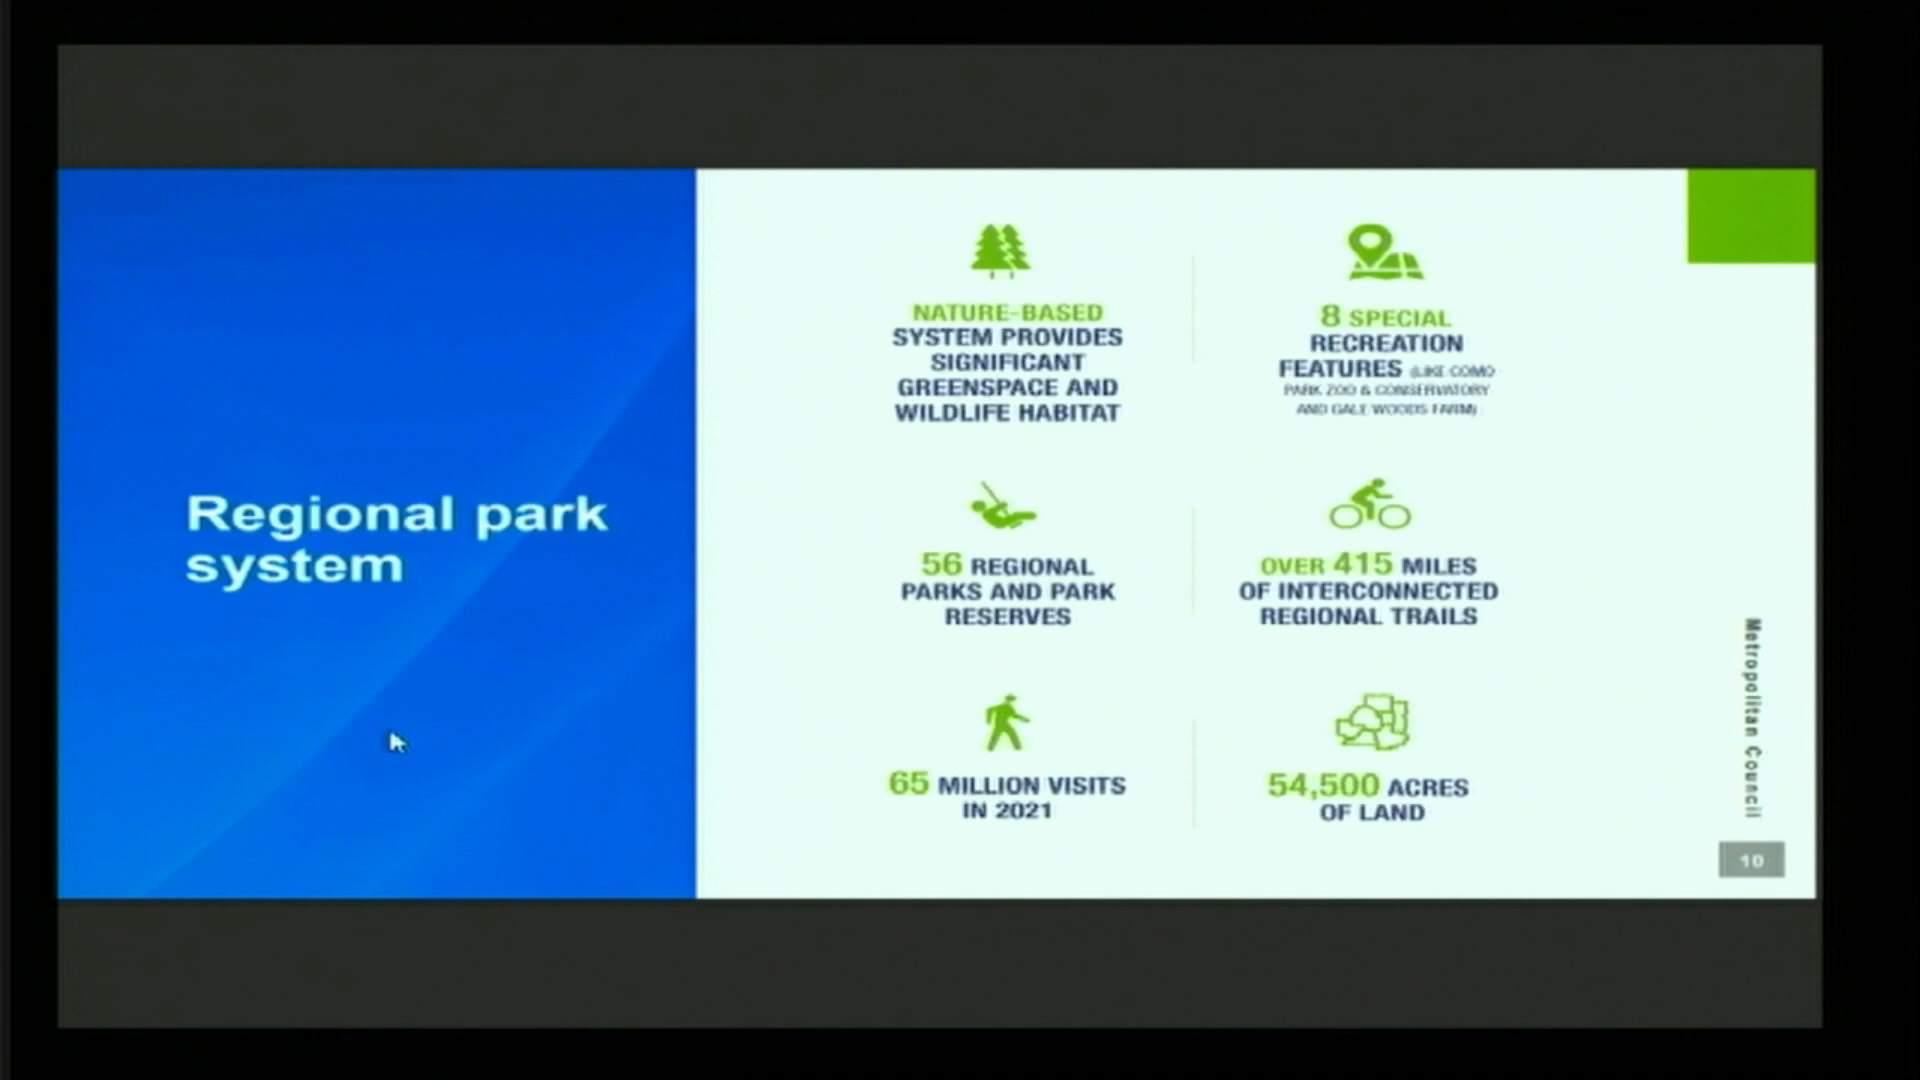 Regional park
system
NATURE-BASED
SYSTEM PROVIDES
SIGNIFICANT
GREENSPACE AND
WILDLIFE HABITAT
8 SPECIAL
RECREATION
FEATURES (LIKE COMO
PARK ZOO & CONSERVATORY
AND GALE WOODS FARM)
56 REGIONAL
PARKS AND PARK
RESERVES
OVER 415 MILES
OF INTERCONNECTED
REGIONAL TRAILS
65 MILLION VISITS
IN 2021
54,500 ACRES
OF LAND
Metropolitan Council
10